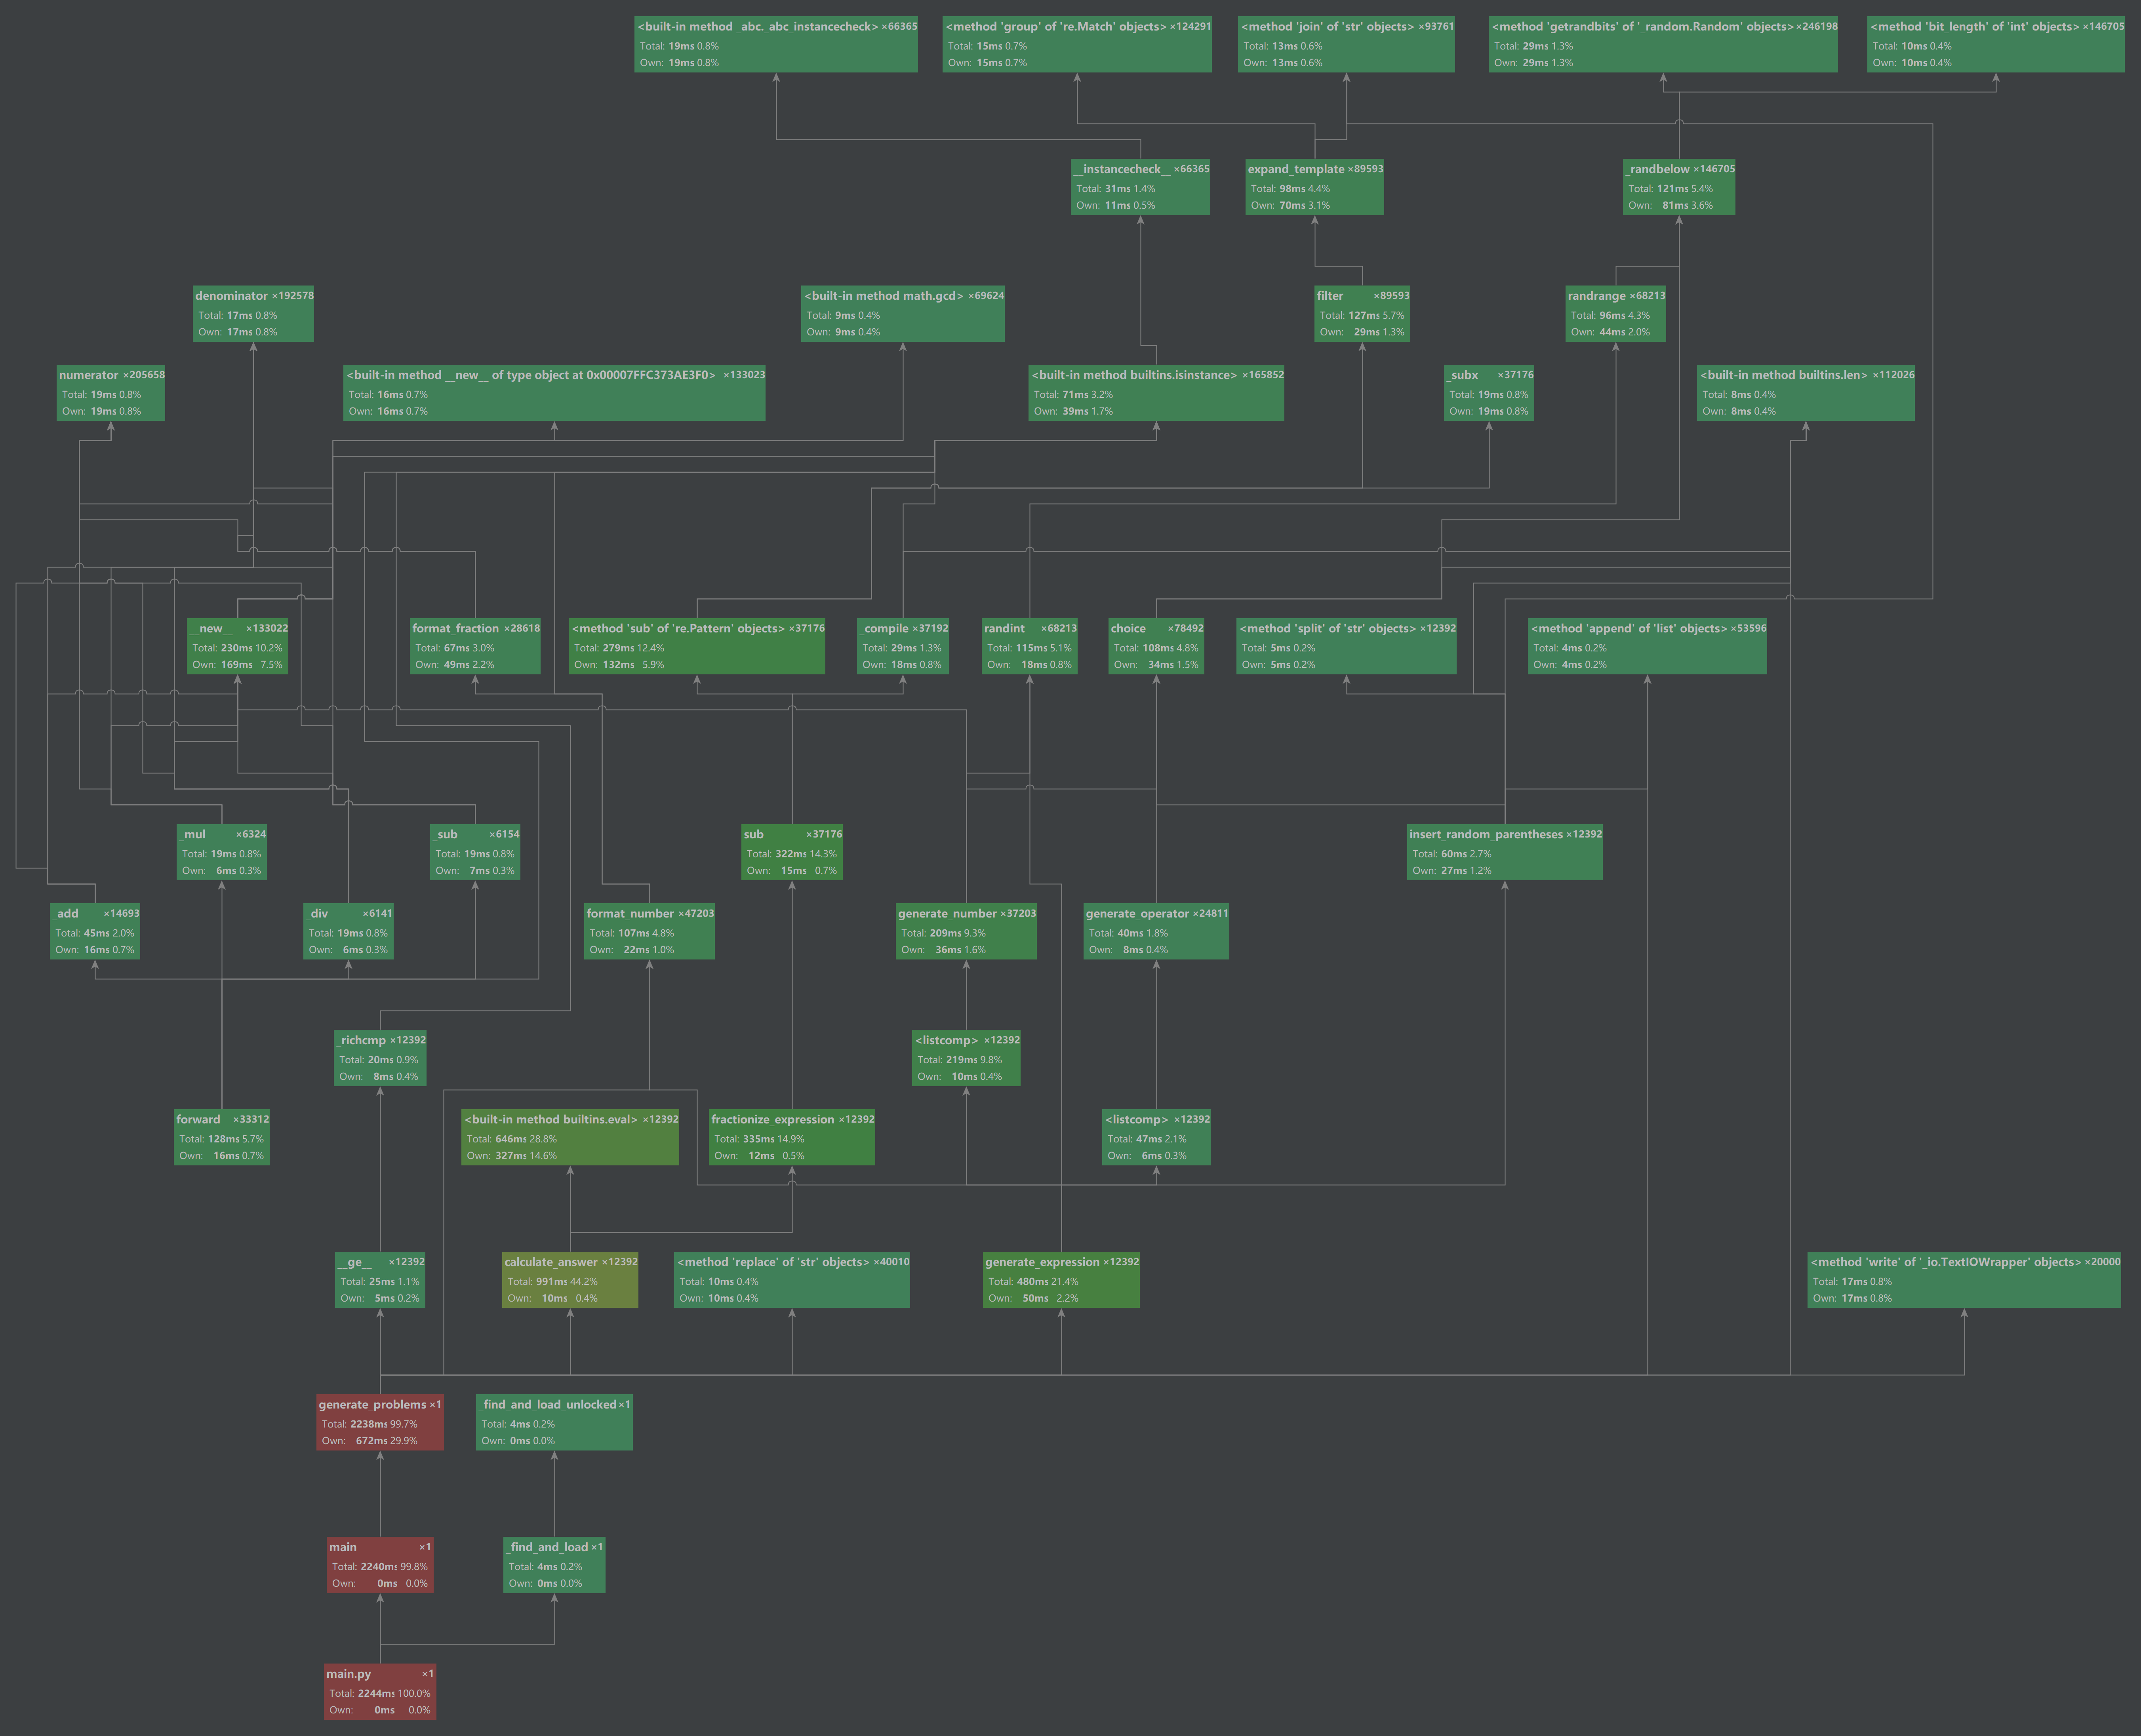 <built-in method _abc._abc_instancecheck> ×66365
Total: 19ms 0.8%
Own: 19ms 0.8%
<method 'group' of 're.Match' objects> ×124291
Total: 15ms 0.7%
Own: 15ms 0.7%
<method 'join' of 'str' objects> ×93761
Total: 13ms 0.6%
Own: 13ms 0.6%
<method 'getrandbits' of '_random.Random' objects> ×246198
Total: 29ms 1.3%
Own: 29ms 1.3%
<method 'bit_length' of 'int' objects> ×146705
Total: 10ms 0.4%
Own: 10ms 0.4%
__instancecheck__ ×66365
Total: 31ms 1.4%
Own: 11ms 0.5%
expand_template ×89593
Total: 98ms 4.4%
Own: 70ms 3.1%
_randbelow ×146705
Total: 121ms 5.4%
Own: 81ms 3.6%
denominator ×192578
Total: 17ms 0.8%
Own: 17ms 0.8%
<built-in method math.gcd> ×69624
Total: 9ms 0.4%
Own: 9ms 0.4%
filter ×89593
Total: 127ms 5.7%
Own: 29ms 1.3%
randrange ×68213
Total: 96ms 4.3%
Own: 44ms 2.0%
numerator ×205658
Total: 19ms 0.8%
Own: 19ms 0.8%
<built-in method __new__ of type object at 0x00007FFC373AE3F0> ×133023
Total: 16ms 0.7%
Own: 16ms 0.7%
<built-in method builtins.isinstance> ×165852
Total: 71ms 3.2%
Own: 39ms 1.7%
_subx ×37176
Total: 19ms 0.8%
Own: 19ms 0.8%
<built-in method builtins.len> ×112026
Total: 8ms 0.4%
Own: 8ms 0.4%
__new__ ×133022
Total: 230ms 10.2%
Own: 169ms 7.5%
format_fraction ×28618
Total: 67ms 3.0%
Own: 49ms 2.2%
<method 'sub' of 're.Pattern' objects> ×37176
Total: 279ms 12.4%
Own: 132ms 5.9%
_compile ×37192
Total: 29ms 1.3%
Own: 18ms 0.8%
randint ×68213
Total: 115ms 5.1%
Own: 18ms 0.8%
choice ×78492
Total: 108ms 4.8%
Own: 34ms 1.5%
<method 'split' of 'str' objects> ×12392
Total: 5ms 0.2%
Own: 5ms 0.2%
<method 'append' of 'list' objects> ×53596
Total: 4ms 0.2%
Own: 4ms 0.2%
_mul ×6324
Total: 19ms 0.8%
Own: 6ms 0.3%
_sub ×6154
Total: 19ms 0.8%
Own: 7ms 0.3%
sub ×37176
Total: 322ms 14.3%
Own: 15ms 0.7%
insert_random_parentheses ×12392
Total: 60ms 2.7%
Own: 27ms 1.2%
_add ×14693
Total: 45ms 2.0%
Own: 16ms 0.7%
_div ×6141
Total: 19ms 0.8%
Own: 6ms 0.3%
format_number ×47203
Total: 107ms 4.8%
Own: 22ms 1.0%
generate_number ×37203
Total: 209ms 9.3%
Own: 36ms 1.6%
generate_operator ×24811
Total: 40ms 1.8%
Own: 8ms 0.4%
_richcmp ×12392
Total: 20ms 0.9%
Own: 8ms 0.4%
<listcomp> ×12392
Total: 219ms 9.8%
Own: 10ms 0.4%
forward ×33312
Total: 128ms 5.7%
Own: 16ms 0.7%
<built-in method builtins.eval> ×12392
Total: 646ms 28.8%
Own: 327ms 14.6%
fractionize_expression ×12392
Total: 335ms 14.9%
Own: 12ms 0.5%
<listcomp> ×12392
Total: 47ms 2.1%
Own: 6ms 0.3%
__ge__ ×12392
Total: 25ms 1.1%
Own: 5ms 0.2%
calculate_answer ×12392
Total: 991ms 44.2%
Own: 10ms 0.4%
<method 'replace' of 'str' objects> ×40010
Total: 10ms 0.4%
Own: 10ms 0.4%
generate_expression ×12392
Total: 480ms 21.4%
Own: 50ms 2.2%
<method 'write' of '_io.TextIOWrapper' objects> ×20000
Total: 17ms 0.8%
Own: 17ms 0.8%
generate_problems ×1
Total: 2238ms 99.7%
Own: 672ms 29.9%
_find_and_load_unlocked ×1
Total: 4ms 0.2%
Own: 0ms 0.0%
main ×1
Total: 2240ms 99.8%
Own: 0ms 0.0%
_find_and_load ×1
Total: 4ms 0.2%
Own: 0ms 0.0%
main.py ×1
Total: 2244ms 100.0%
Own: 0ms 0.0%